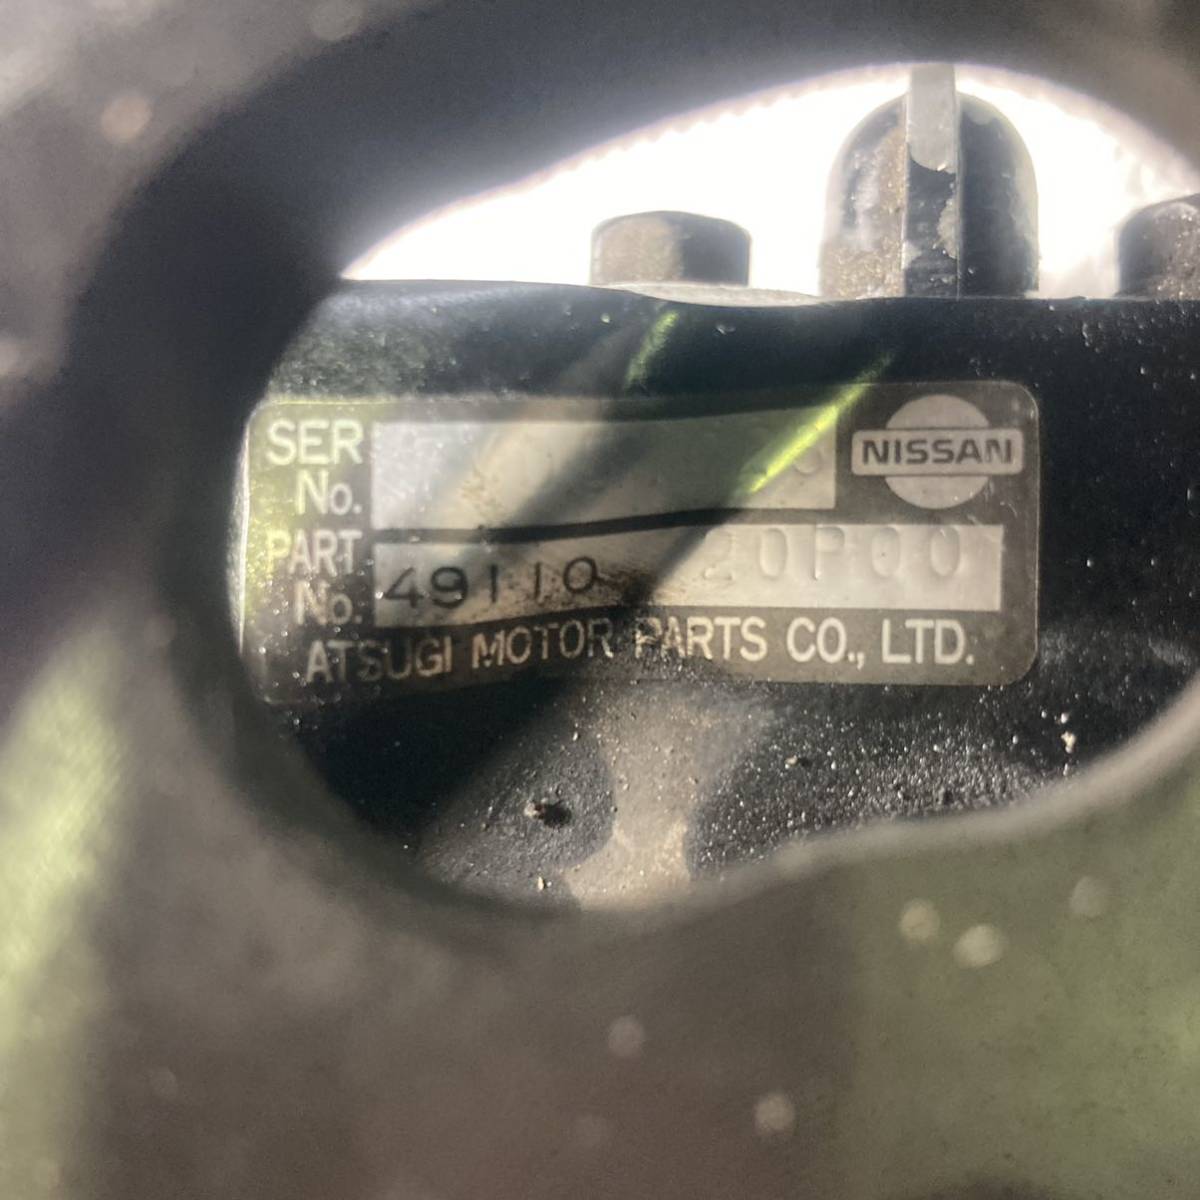 SER No.
NISSAN
PART No. 49110 20P00
ATSUGI MOTOR PARTS CO., LTD.